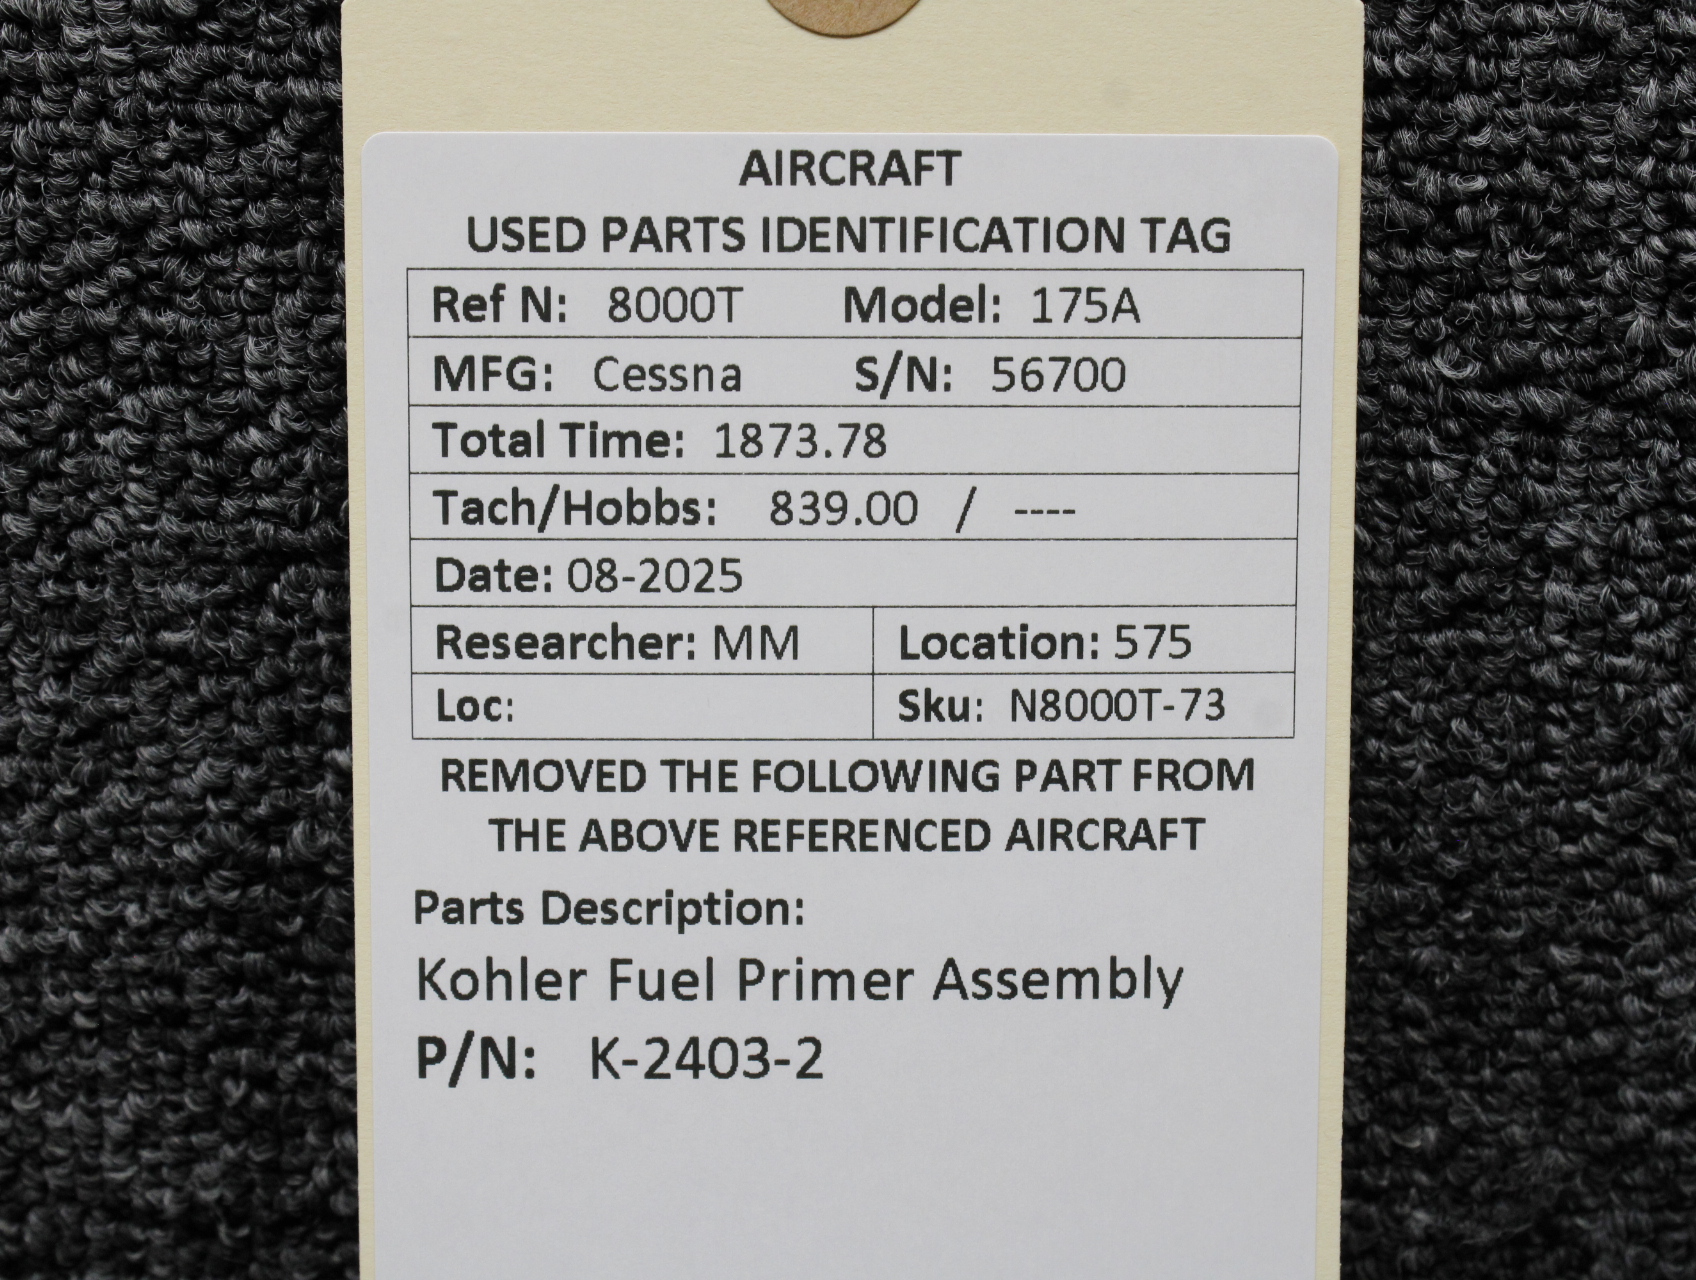 AIRCRAFT
USED PARTS IDENTIFICATION TAG
Ref N: 8000T Model: 175A
MFG: Cessna S/N: 56700
Total Time: 1873.78
Tach/Hobbs: 839.00 / ----
Date: 08-2025
Researcher: MM Location: 575
Loc: Sku: N8000T-73
REMOVED THE FOLLOWING PART FROM
THE ABOVE REFERENCED AIRCRAFT
Parts Description:
Kohler Fuel Primer Assembly
P/N: K-2403-2